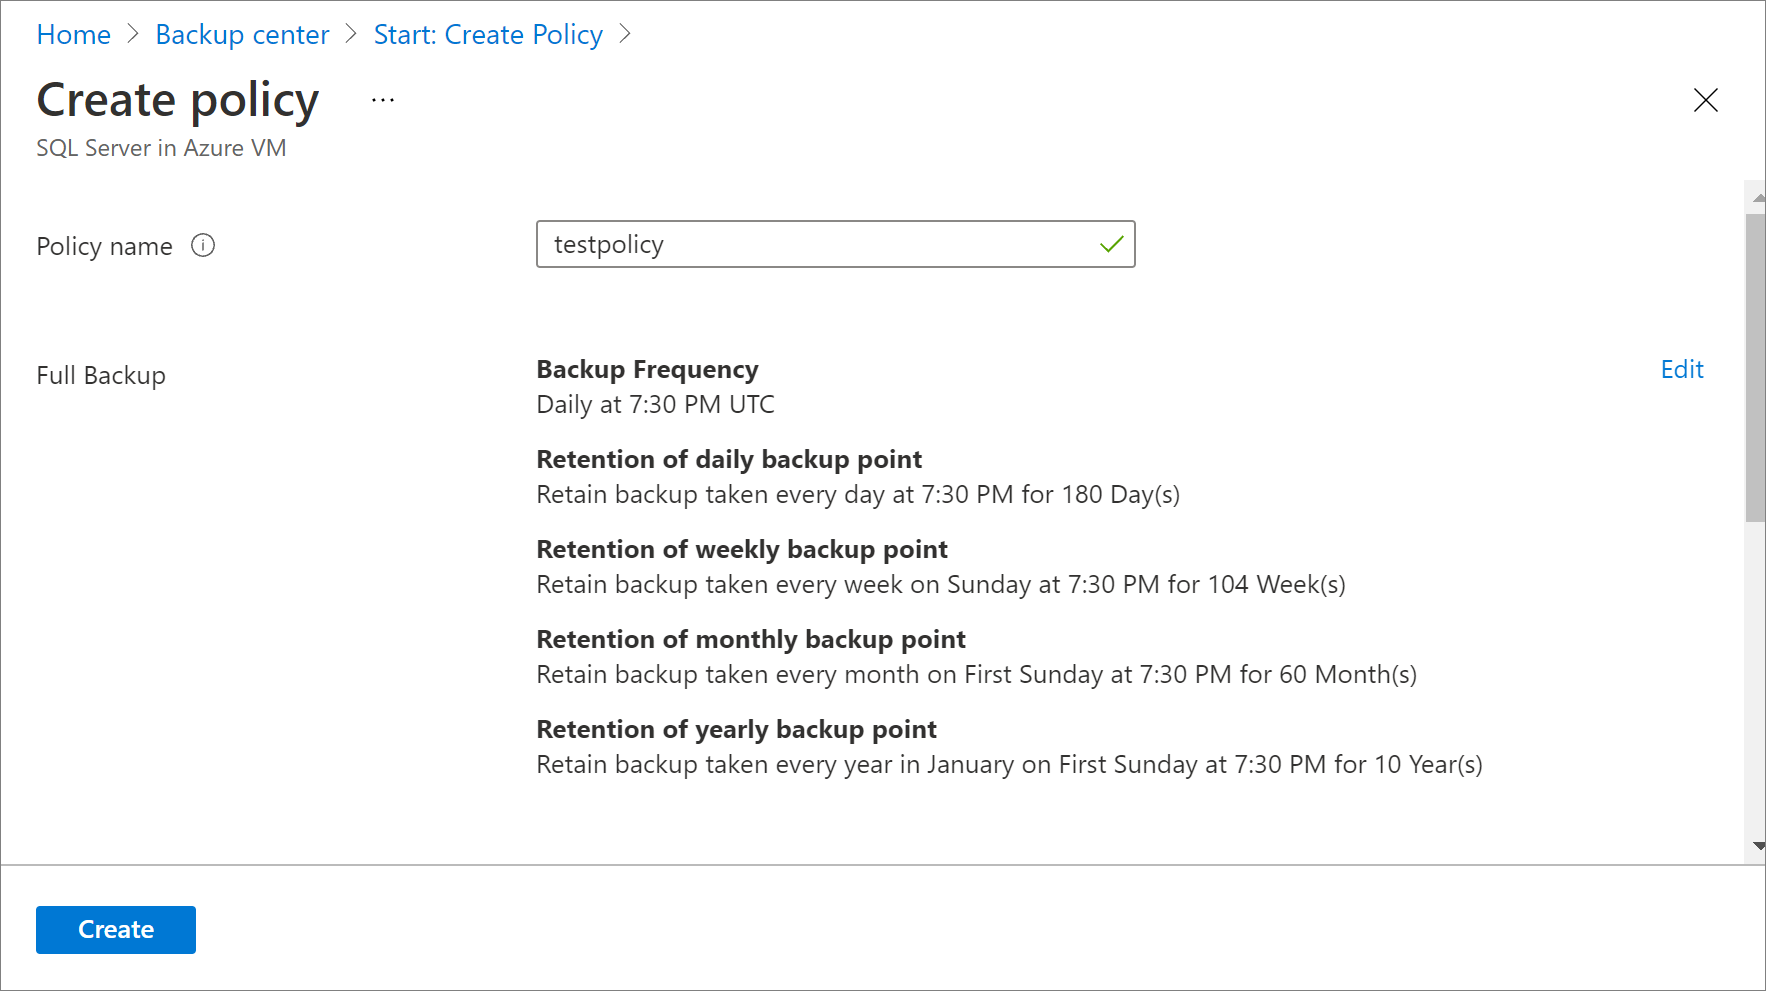 Home > Backup center > Start: Create Policy >
Create policy ...
SQL Server in Azure VM
Policy name
testpolicy
Full Backup
Backup Frequency
Edit
Daily at 7:30 PM UTC
Retention of daily backup point
Retain backup taken every day at 7:30 PM for 180 Day(s)
Retention of weekly backup point
Retain backup taken every week on Sunday at 7:30 PM for 104 Week(s)
Retention of monthly backup point
Retain backup taken every month on First Sunday at 7:30 PM for 60 Month(s)
Retention of yearly backup point
Retain backup taken every year in January on First Sunday at 7:30 PM for 10 Year(s)
Create